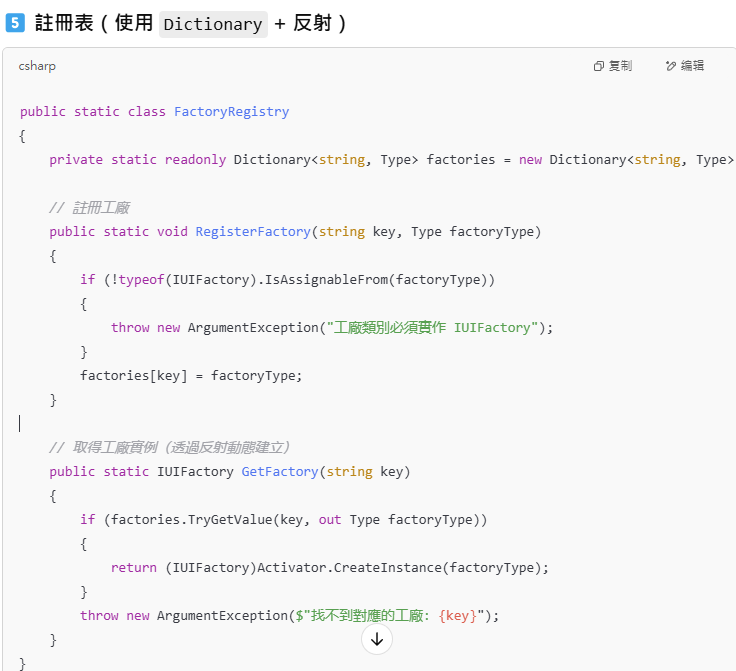 5 註冊表 ( 使用 Dictionary + 反射 )
csharp 复制 编辑
public static class FactoryRegistry
{
    private static readonly Dictionary<string, Type> factories = new Dictionary<string, Type>
    // 註冊工廠
    public static void RegisterFactory(string key, Type factoryType)
    {
        if (!typeof(IUIFactory).IsAssignableFrom(factoryType))
        {
            throw new ArgumentException("工廠類別必須實作 IUIFactory");
        }
        factories[key] = factoryType;
    }
    // 取得工廠實例（透過反射動態建立）
    public static IUIFactory GetFactory(string key)
    {
        if (factories.TryGetValue(key, out Type factoryType))
        {
            return (IUIFactory)Activator.CreateInstance(factoryType);
        }
        throw new ArgumentException($"找不到對應的工廠: {key}");
    }
}